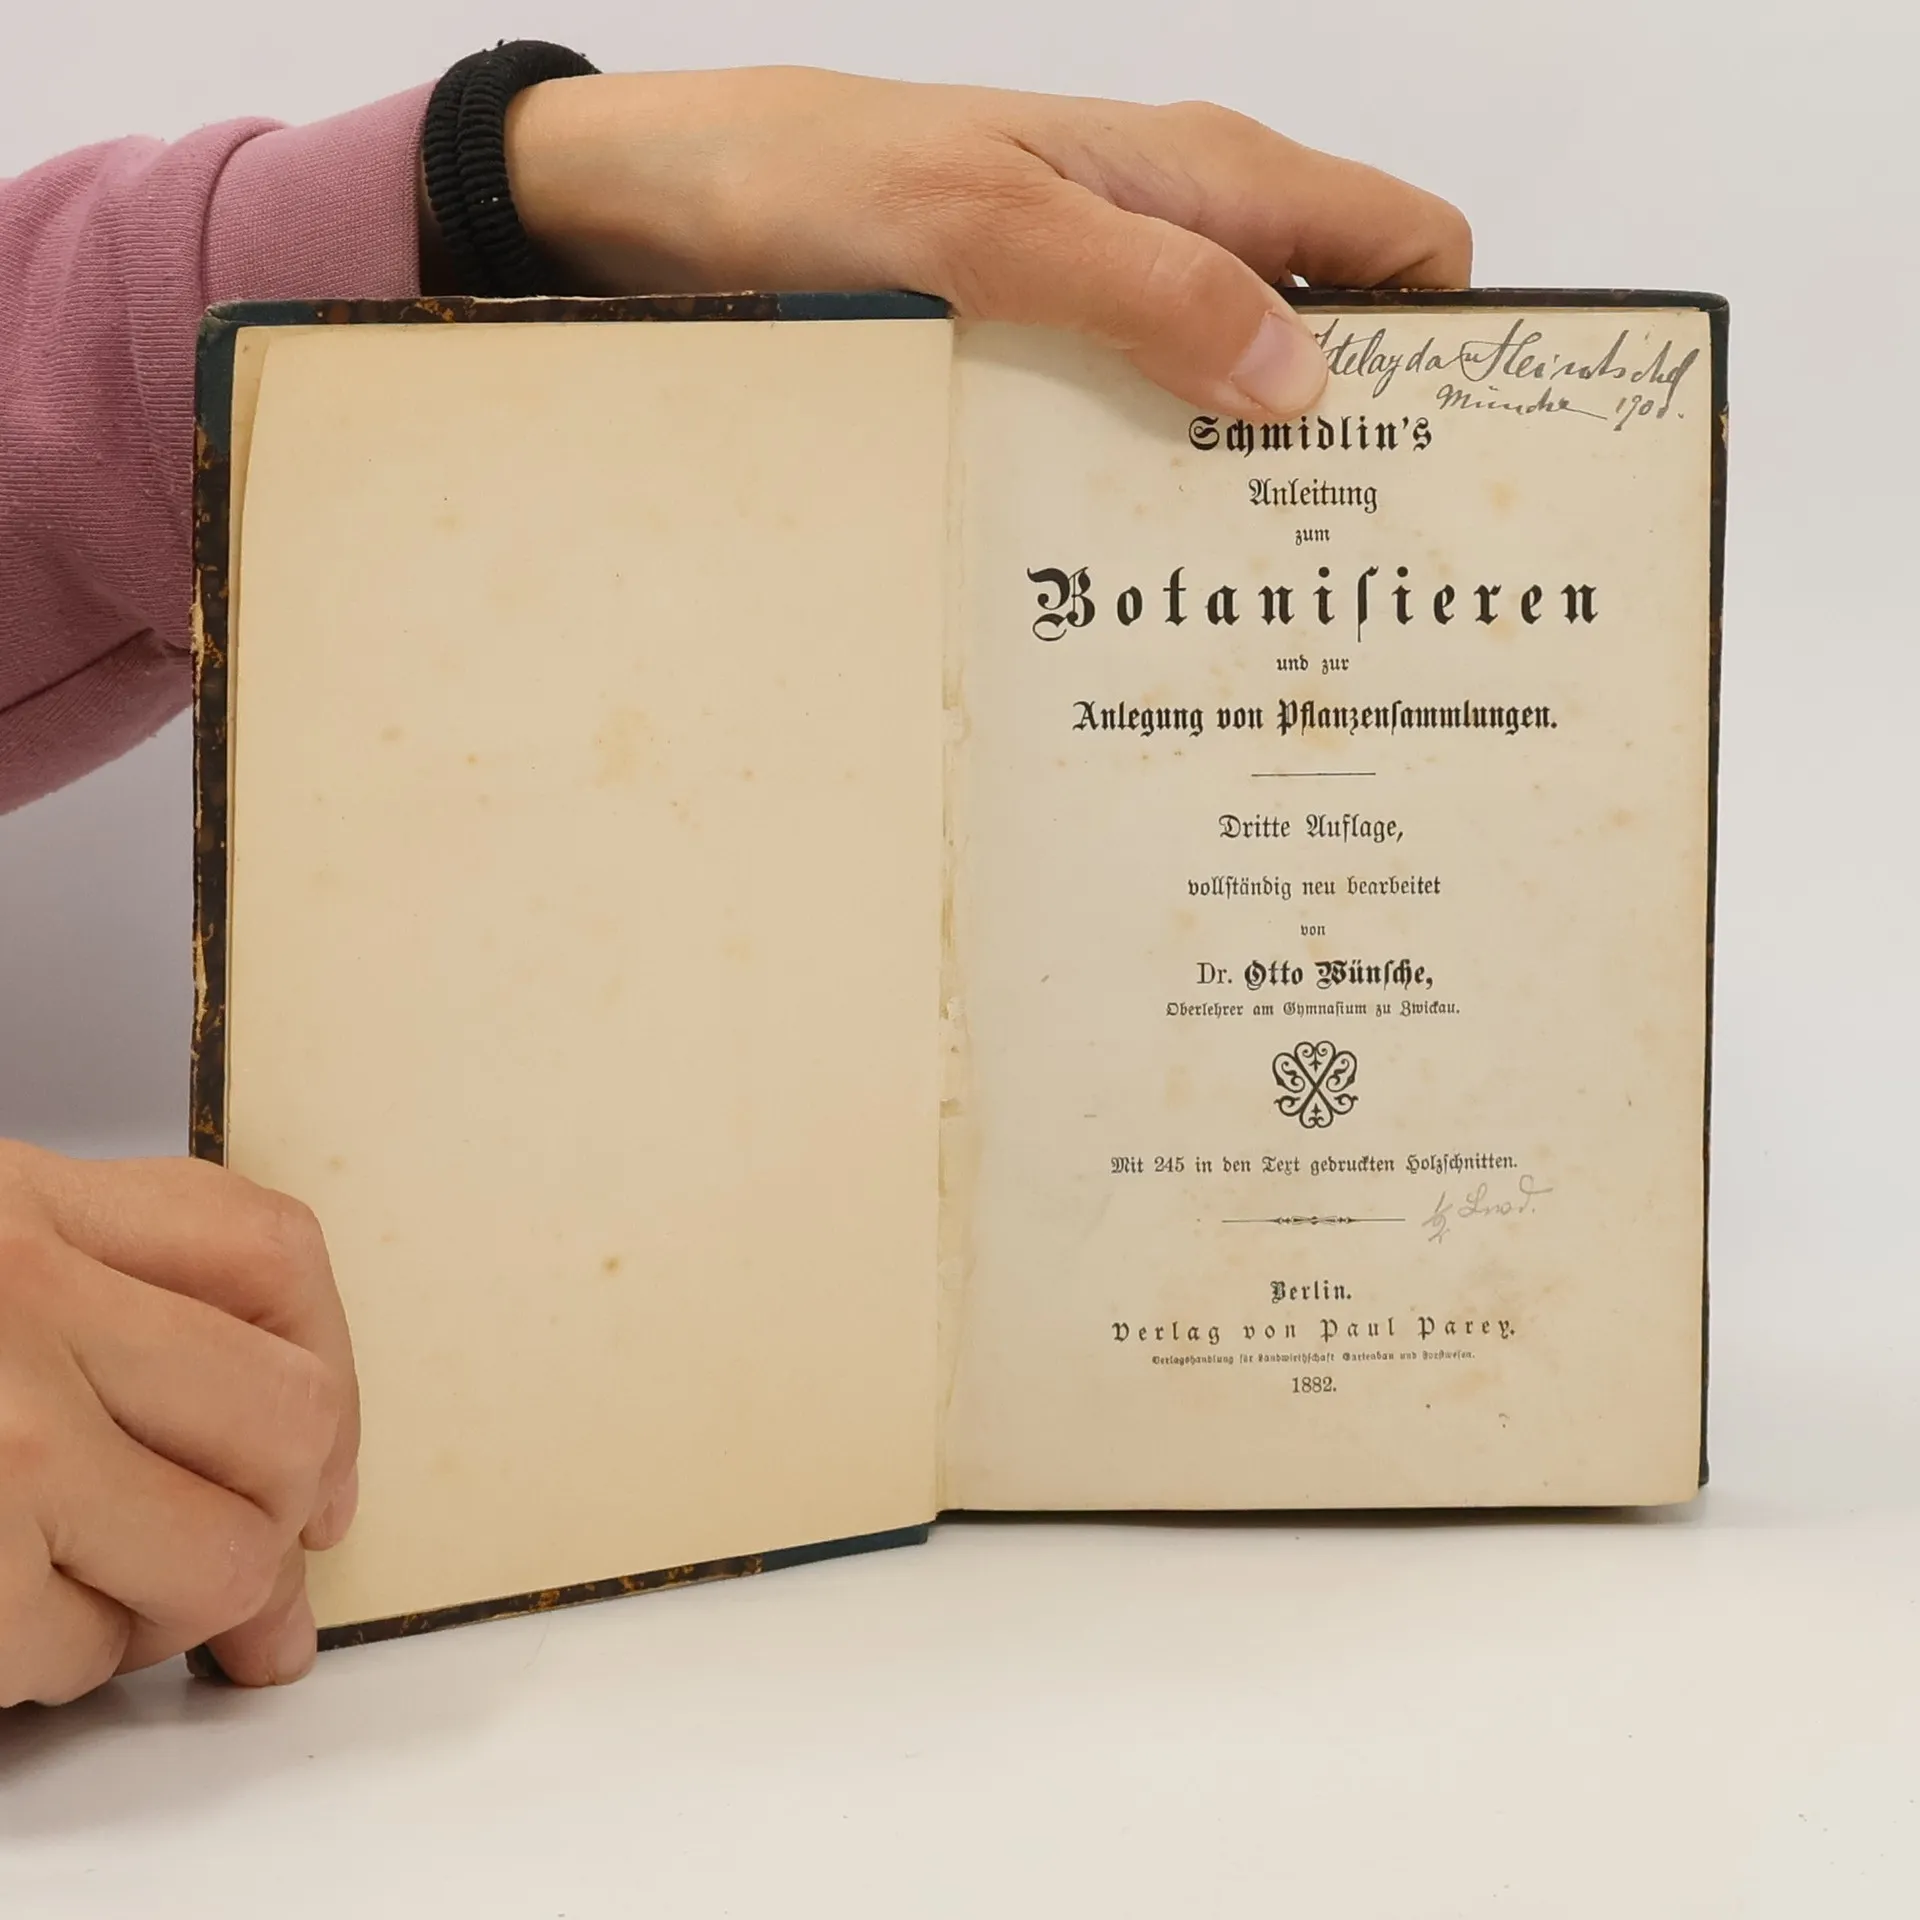 München 1900.
Schmidlin's
Anleitung
zum
Botaniſieren
und zur
Anlegung von Pflanzenſammlungen.
Dritte Auflage,
vollſtändig neu bearbeitet
von
Dr. Otto Wünſche,
Oberlehrer am Gymnaſium zu Zwickau.
Mit 245 in den Text gedruckten Holzſchnitten.
Berlin.
Verlag von Paul Parey.
Verlagshandlung für Landwirthſchaft Gartenbau und Forſtweſen.
1882.